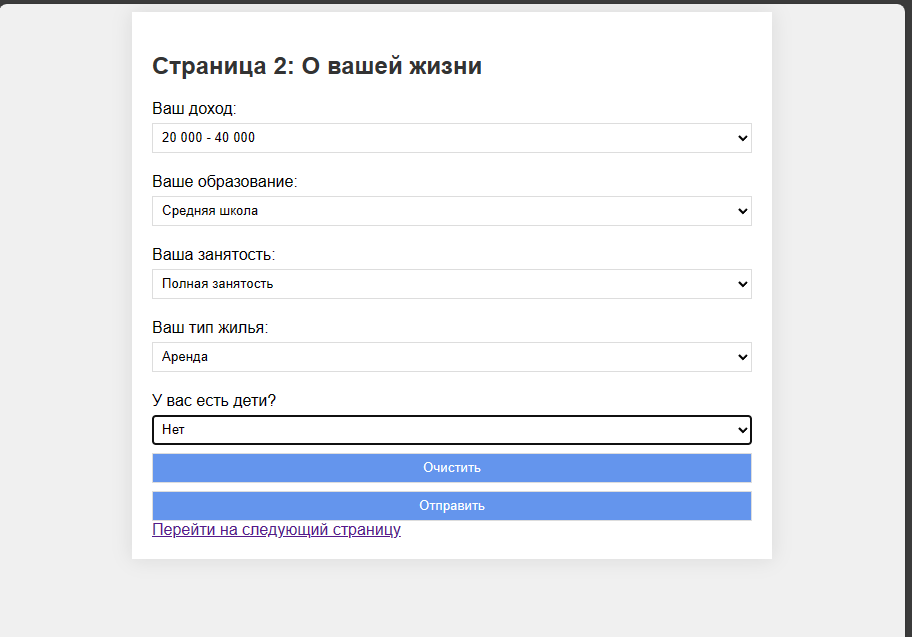 Страница 2: О вашей жизни
Ваш доход:
20 000 - 40 000
Ваше образование:
Средняя школа
Ваша занятость:
Полная занятость
Ваш тип жилья:
Аренда
У вас есть дети?
Нет
Очистить
Отправить
Перейти на следующий страницу